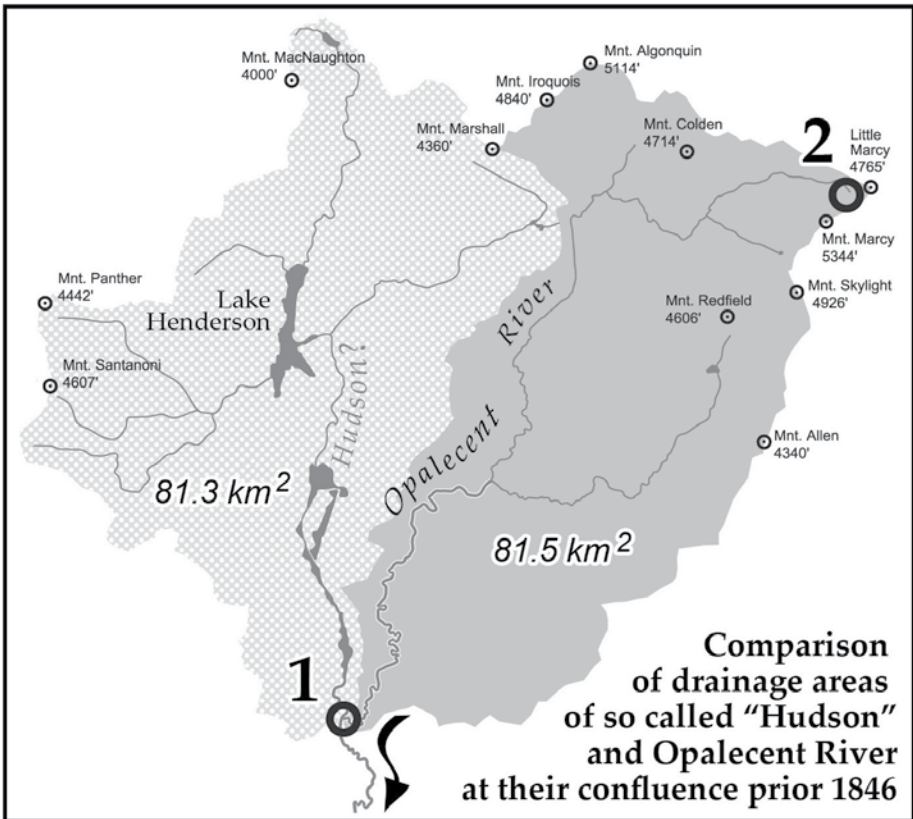 Mnt. MacNaughton
4000'
Mnt. Algonquin
5114'
Mnt. Iroquois
4840'
Mnt. Marshall
4360'
Mnt. Colden
4714'
2
Little
Marcy
4765'
Mnt. Marcy
5344'
Mnt. Panther
4442'
Lake
Henderson
River
Mnt. Redfield
4606'
Mnt. Skylight
4926'
Mnt. Santanoni
4607'
Hudson?
Opalecent
Mnt. Allen
4340'
81.3 km²
81.5 km²
1
Comparison
of drainage areas
of so called “Hudson”
and Opalecent River
at their confluence prior 1846